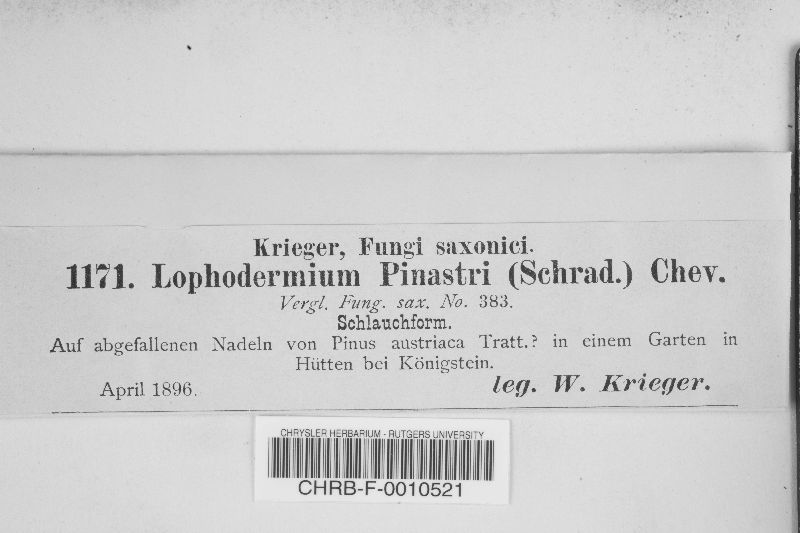 Krieger, Fungi saxonici.
1171. Lophodermium Pinastri (Schrad.) Chev.
Vergl. Fung. sax. No. 383.
Schlauchform.
Auf abgefallenen Nadeln von Pinus austriaca Tratt.? in einem Garten in
Hütten bei Königstein.
April 1896. leg. W. Krieger.
CHRYSLER HERBARIUM - RUTGERS UNIVERSITY
CHRB-F-0010521